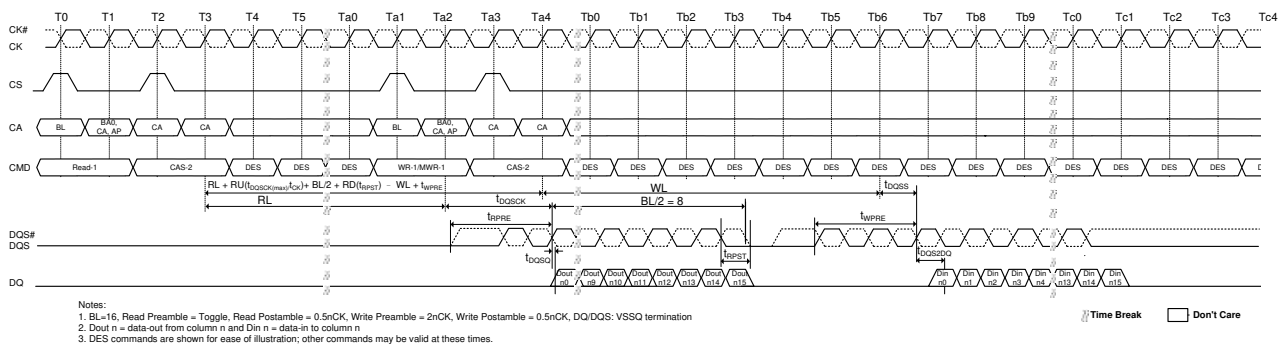 T0 T1 T2 T3 T4 T5 Ta0 Ta1 Ta2 Ta3 Ta4 Tb0 Tb1 Tb2 Tb3 Tb4 Tb5 Tb6 Tb7 Tb8 Tb9 Tc0 Tc1 Tc2 Tc3 Tc4
CK#
CK
CS
CA BL BA0, CA, AP CA CA BL BA0, CA, AP CA CA
CMD Read-1 CAS-2 DES DES DES WR-1/MWR-1 CAS-2 DES DES DES DES DES DES DES DES DES DES DES DES DES DES
RL + RU(tDQSCK(max)/tCK)+ BL/2 + RD(tRPST) - WL + tWPRE WL tDQSS
RL tDQSCK BL/2 = 8
tRPRE tWPRE
DQS#
DQS
tDQSQ tRPST tDQS2DQ
DQ Dout n0 Dout n9 Dout n10 Dout n11 Dout n12 Dout n13 Dout n14 Dout n15 Din n0 Din n1 Din n2 Din n3 Din n4 Din n13 Din n14 Din n15
Notes:
1. BL=16, Read Preamble = Toggle, Read Postamble = 0.5nCK, Write Preamble = 2nCK, Write Postamble = 0.5nCK, DQ/DQS: VSSQ termination
2. Dout n = data-out from column n and Din n = data-in to column n
3. DES commands are shown for ease of illustration; other commands may be valid at these times.
Time Break Don't Care